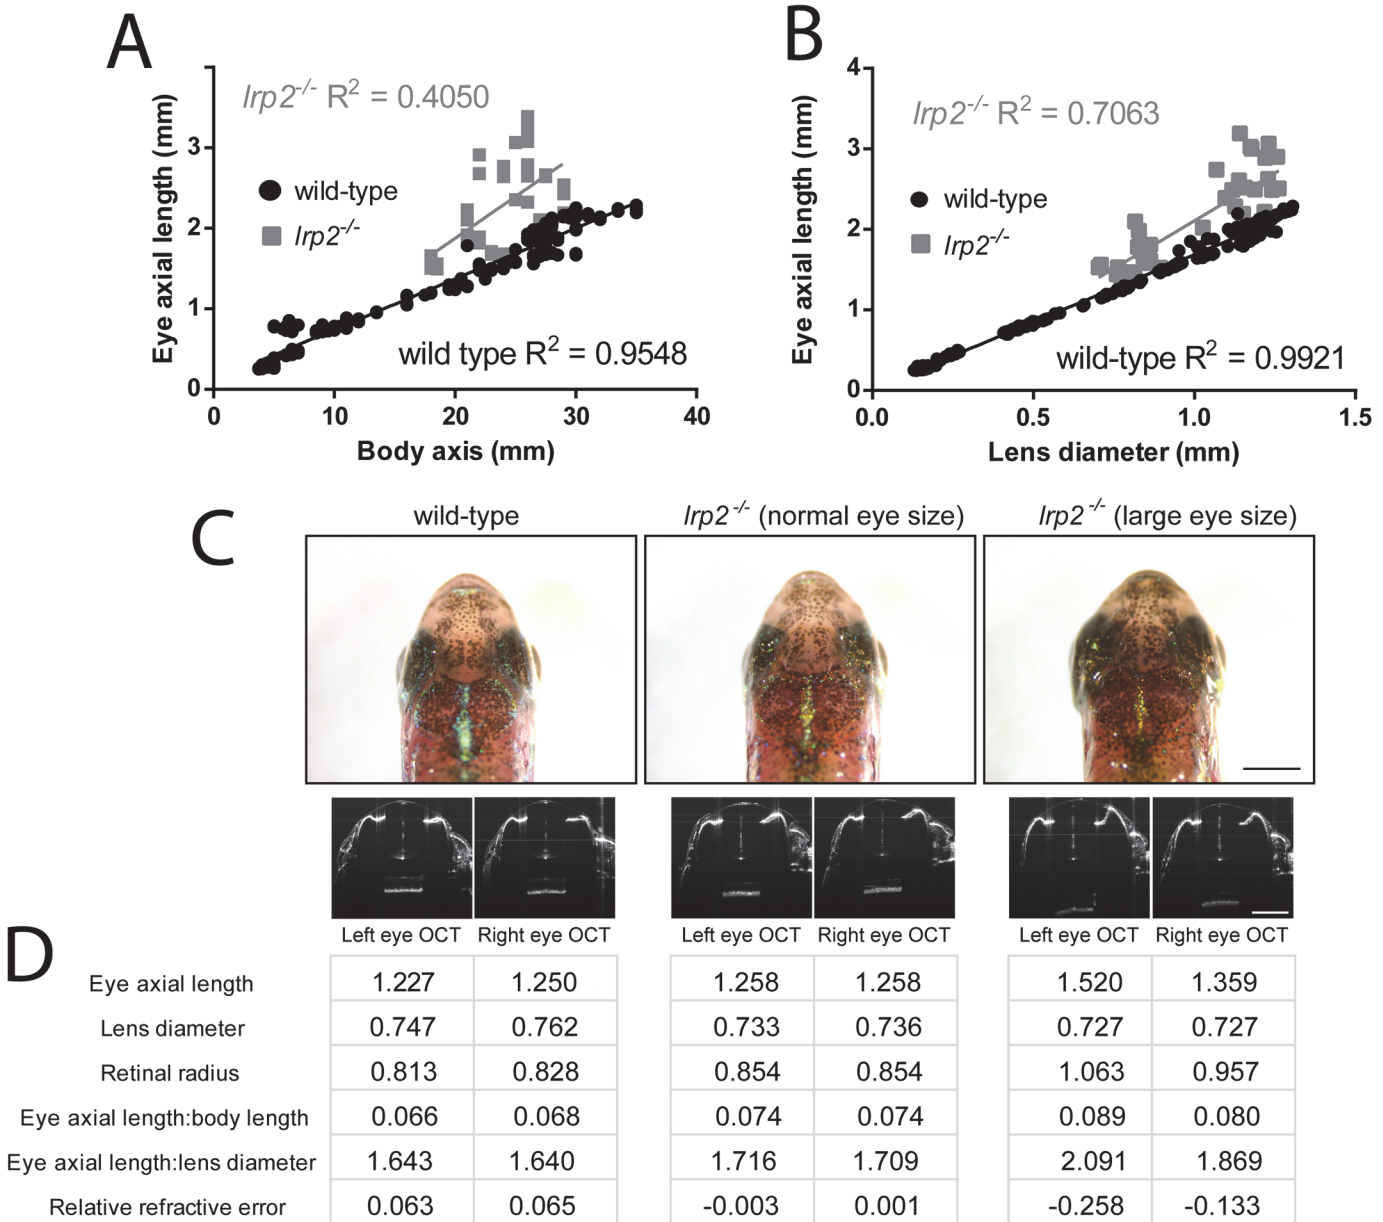 A
B
lrp2-/- R2 = 0.4050
wild-type
lrp2-/-
wild type R2 = 0.9548
Eye axial length (mm)
3
2
1
0
0 10 20 30 40
Body axis (mm)
lrp2-/- R2 = 0.7063
wild-type
lrp2-/-
wild-type R2 = 0.9921
Eye axial length (mm)
4
3
2
1
0
0.0 0.5 1.0 1.5
Lens diameter (mm)
C
wild-type lrp2-/- (normal eye size) lrp2-/- (large eye size)
Left eye OCT Right eye OCT Left eye OCT Right eye OCT Left eye OCT Right eye OCT
D
Eye axial length 1.227 1.250 1.258 1.258 1.520 1.359
Lens diameter 0.747 0.762 0.733 0.736 0.727 0.727
Retinal radius 0.813 0.828 0.854 0.854 1.063 0.957
Eye axial length:body length 0.066 0.068 0.074 0.074 0.089 0.080
Eye axial length:lens diameter 1.643 1.640 1.716 1.709 2.091 1.869
Relative refractive error 0.063 0.065 -0.003 0.001 -0.258 -0.133